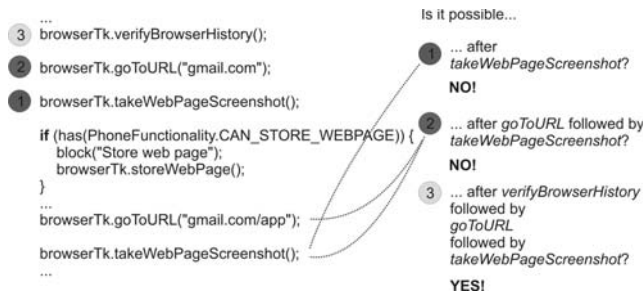 ...
3 browserTk.verifyBrowserHistory();
2 browserTk.goToURL("gmail.com");
1 browserTk.takeWebPageScreenshot();
if (has(PhoneFunctionality.CAN_STORE_WEBPAGE)) {
block("Store web page");
browserTk.storeWebPage();
}
...
browserTk.goToURL("gmail.com/app");
browserTk.takeWebPageScreenshot();
...
Is it possible...
1 ... after
takeWebPageScreenshot?
NO!
2 ... after goToURL followed by
takeWebPageScreenshot?
NO!
3 ... after verifyBrowserHistory
followed by
goToURL
followed by
takeWebPageScreenshot?
YES!